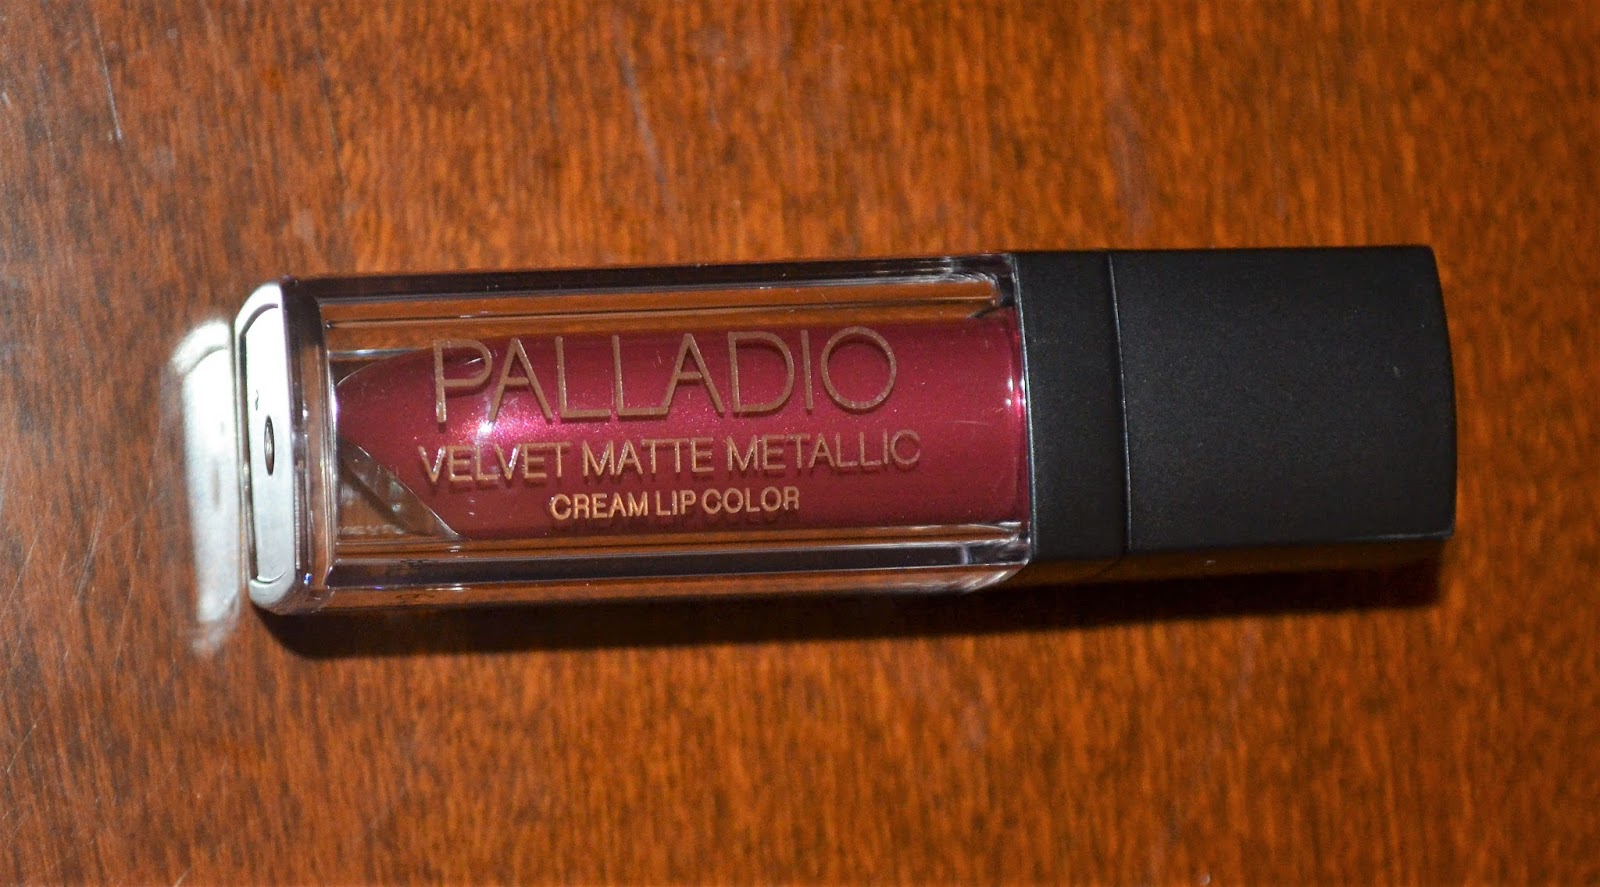 PALLADIO
VELVET MATTE METALLIC
CREAM LIP COLOR